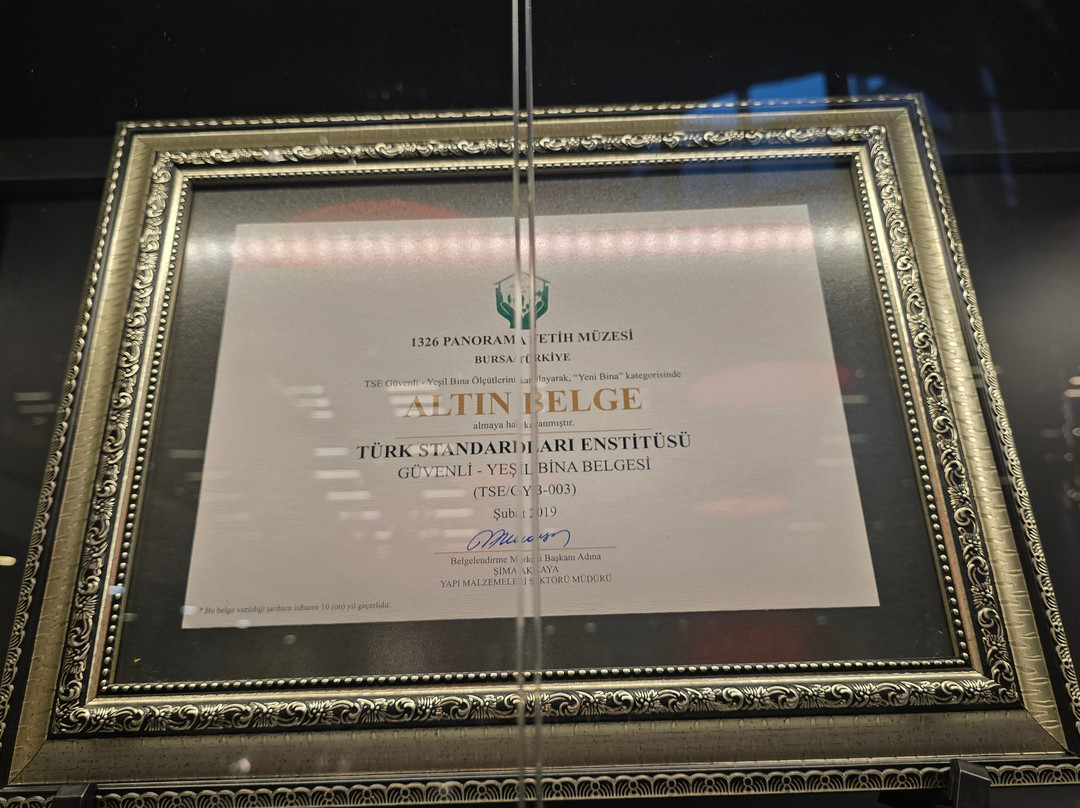 1326 PANORAMA FETİH MÜZESİ
BURSA/TÜRKİYE
TSE Güvenli - Yeşil Bina Ölçütlerini karşılayarak, “Yeni Bina” kategorisinde
ALTIN BELGE
almaya hak kazanmıştır.
TÜRK STANDARDLARI ENSTİTÜSÜ
GÜVENLİ - YEŞİL BİNA BELGESİ
(TSE/GYB-003)
Şubat 2019
Belgelendirme Merkezi Başkanı Adına
ŞİMA AKKAYA
YAPI MALZEMELERİ SEKTÖRÜ MÜDÜRÜ
* Bu belge verildiği tarihten itibaren 10 (on) yıl geçerlidir.